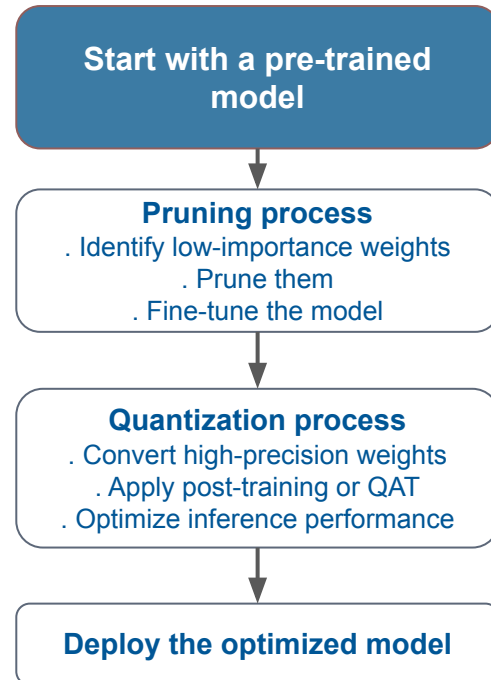 Start with a pre-trained
model
Pruning process
. Identify low-importance weights
. Prune them
. Fine-tune the model
Quantization process
. Convert high-precision weights
. Apply post-training or QAT
. Optimize inference performance
Deploy the optimized model